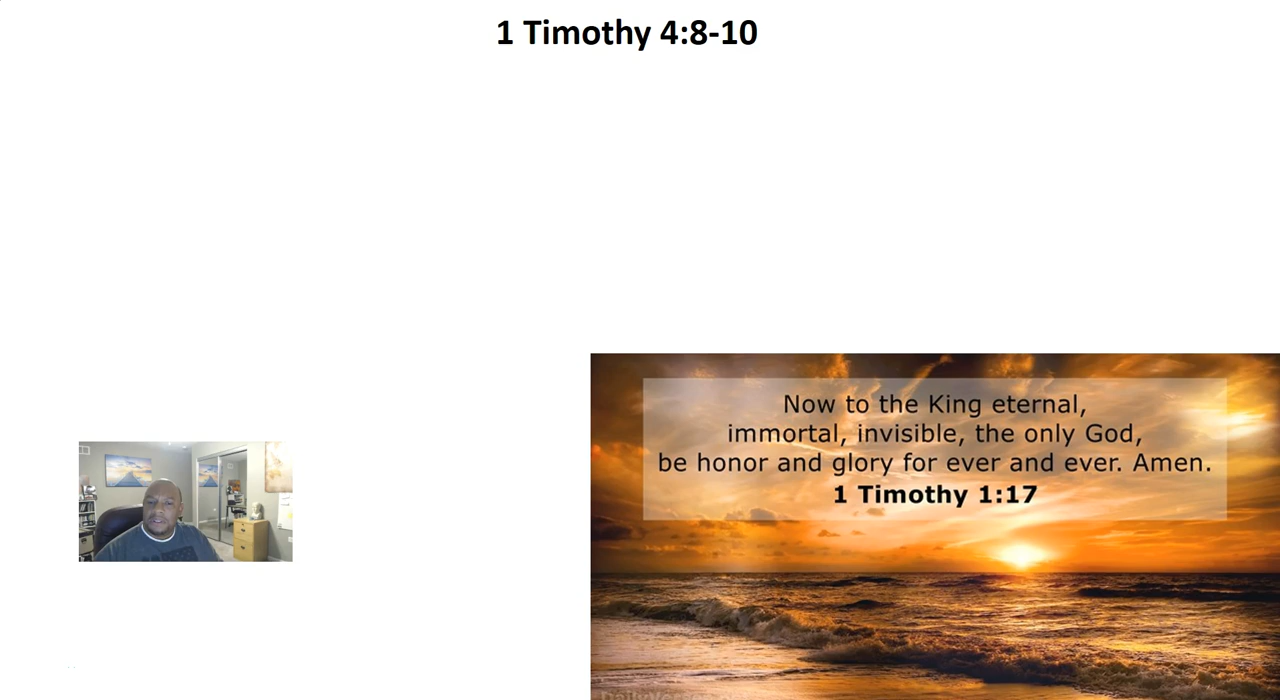 1 Timothy 4:8-10
Now to the King eternal,
immortal, invisible, the only God,
be honor and glory for ever and ever. Amen.
1 Timothy 1:17